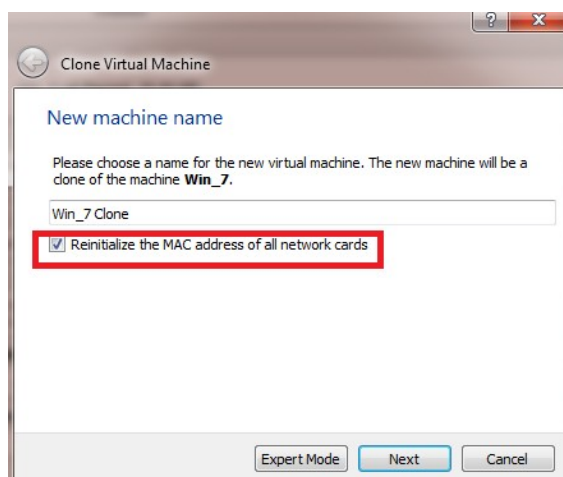 ?
X
Clone Virtual Machine
New machine name
Please choose a name for the new virtual machine. The new machine will be a
clone of the machine Win_7.
Win_7 Clone
Reinitialize the MAC address of all network cards
Expert Mode Next Cancel